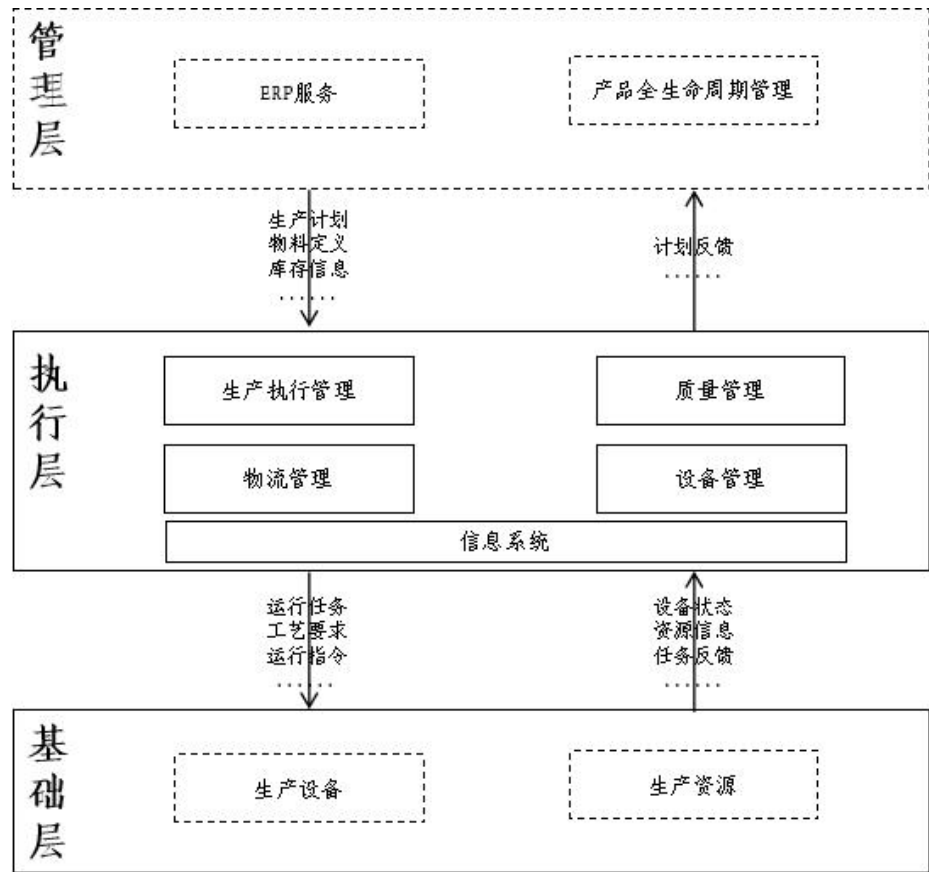 管理层
ERP服务
产品全生命周期管理
生产计划
物料定义
库存信息
......
计划反馈
......
执行层
生产执行管理
质量管理
物流管理
设备管理
信息系统
运行任务
工艺要求
运行指令
......
设备状态
资源信息
任务反馈
......
基础层
生产设备
生产资源